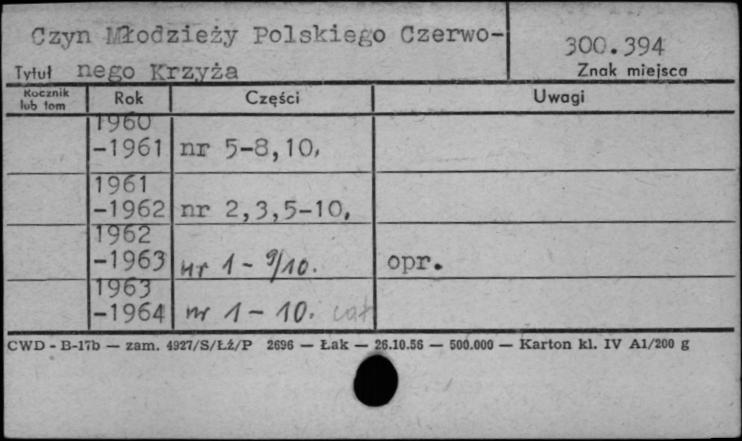 Czyn Młodzieży Polskiego Czerwo-
300.394
Tytuł nego Krzyża
Znak miejsca
Rocznik lub tom Rok Części Uwagi
1960
-1961 nr 5-8,10,
1961
-1962 nr 2,3,5-10,
1962
-1963 nr 1 - 9/10. opr.
1963
-1964 nr 1 - 10.
CWD - B-17b — zam. 4927/S/Łź/P 2696 — Łak — 26.10.56 — 500.000 — Karton kl. IV A1/200 g